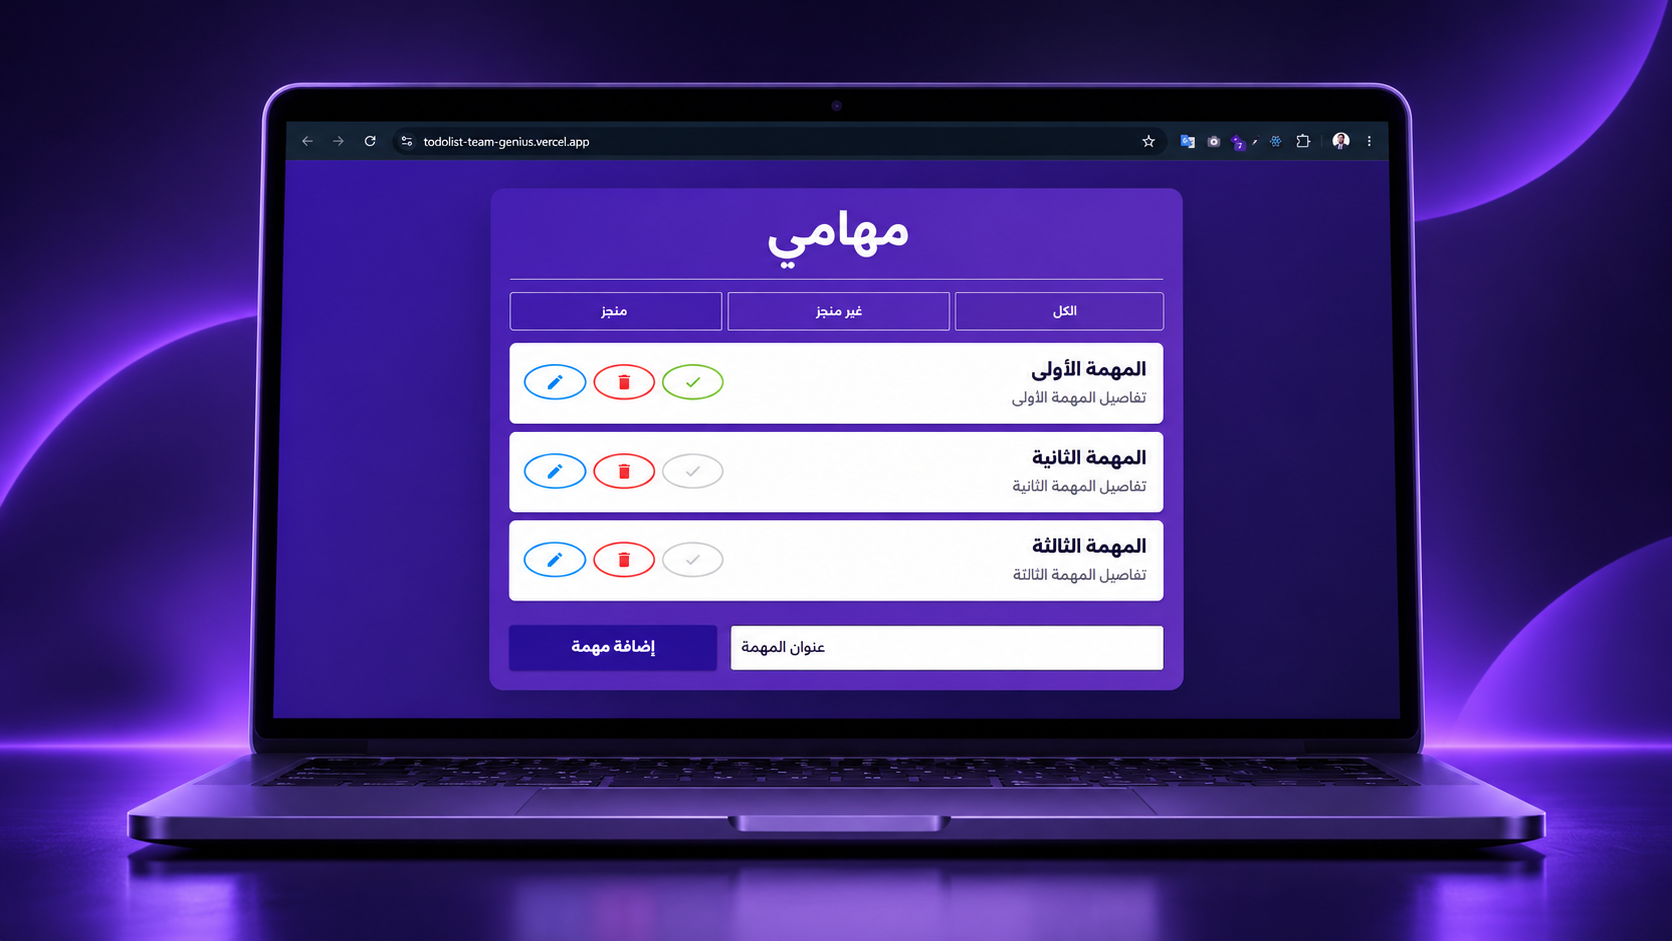 todolist-team-genius.vercel.app
7
مهامي
الكل
غير منجز
منجز
المهمة الأولى
تفاصيل المهمة الأولى
المهمة الثانية
تفاصيل المهمة الثانية
المهمة الثالثة
تفاصيل المهمة الثالثة
عنوان المهمة
إضافة مهمة